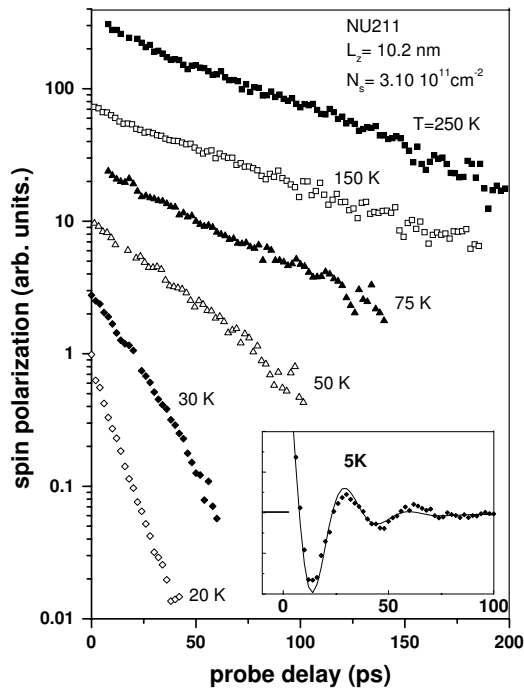 NU211
L_z= 10.2 nm
N_s= 3.10 10^11cm^-2
T=250 K
150 K
75 K
50 K
30 K
20 K
5K
0 50 100
100
10
1
0.1
0.01
0 50 100 150 200
spin polarization (arb. units.)
probe delay (ps)